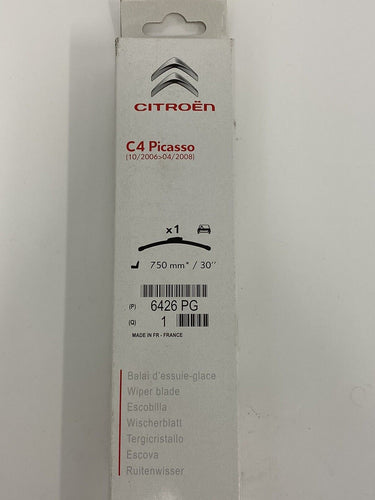 CITROËN
C4 Picasso
(10/2006>04/2008)
x1
750 mm* / 30''
(P) 6426 PG
(Q) 1
MADE IN FR - FRANCE
Balai d'essuie-glace
Wiper blade
Escobilla
Wischerblatt
Tergicristallo
Escova
Ruitenwisser